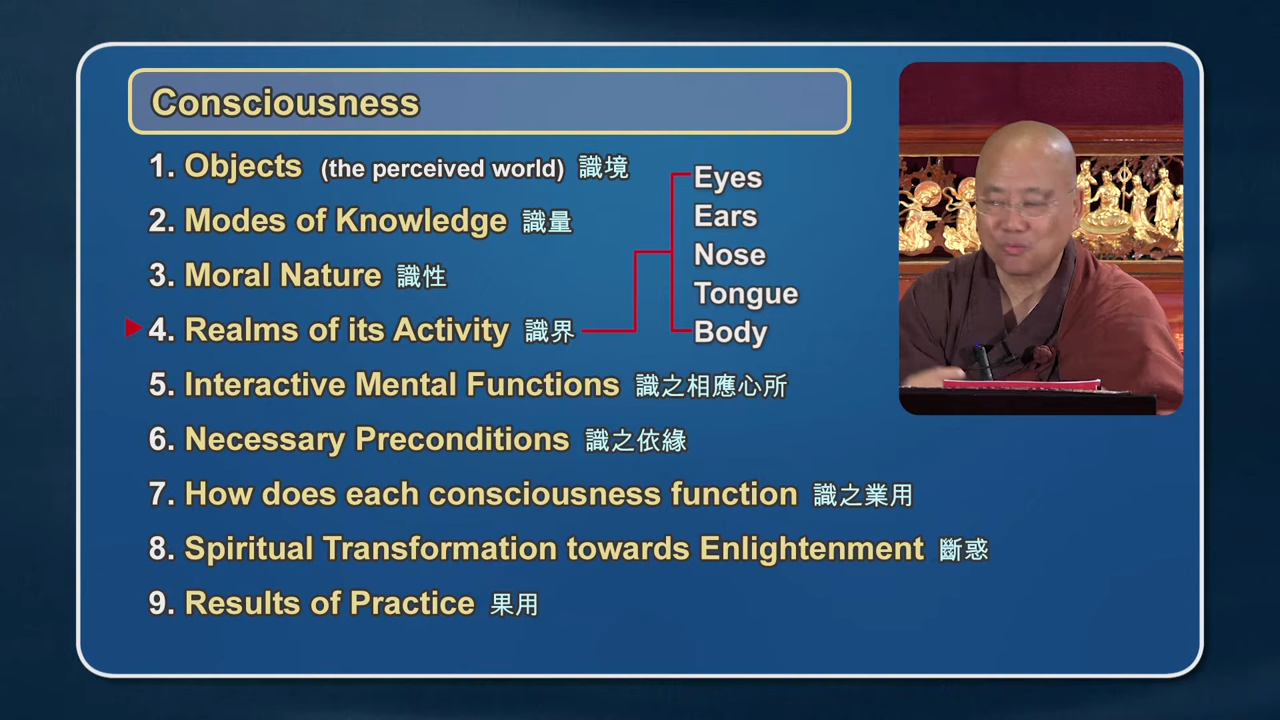 Consciousness
1. Objects (the perceived world) 識境
2. Modes of Knowledge 識量
3. Moral Nature 識性
4. Realms of its Activity 識界
Eyes
Ears
Nose
Tongue
Body
5. Interactive Mental Functions 識之相應心所
6. Necessary Preconditions 識之依緣
7. How does each consciousness function 識之業用
8. Spiritual Transformation towards Enlightenment 斷惑
9. Results of Practice 果用